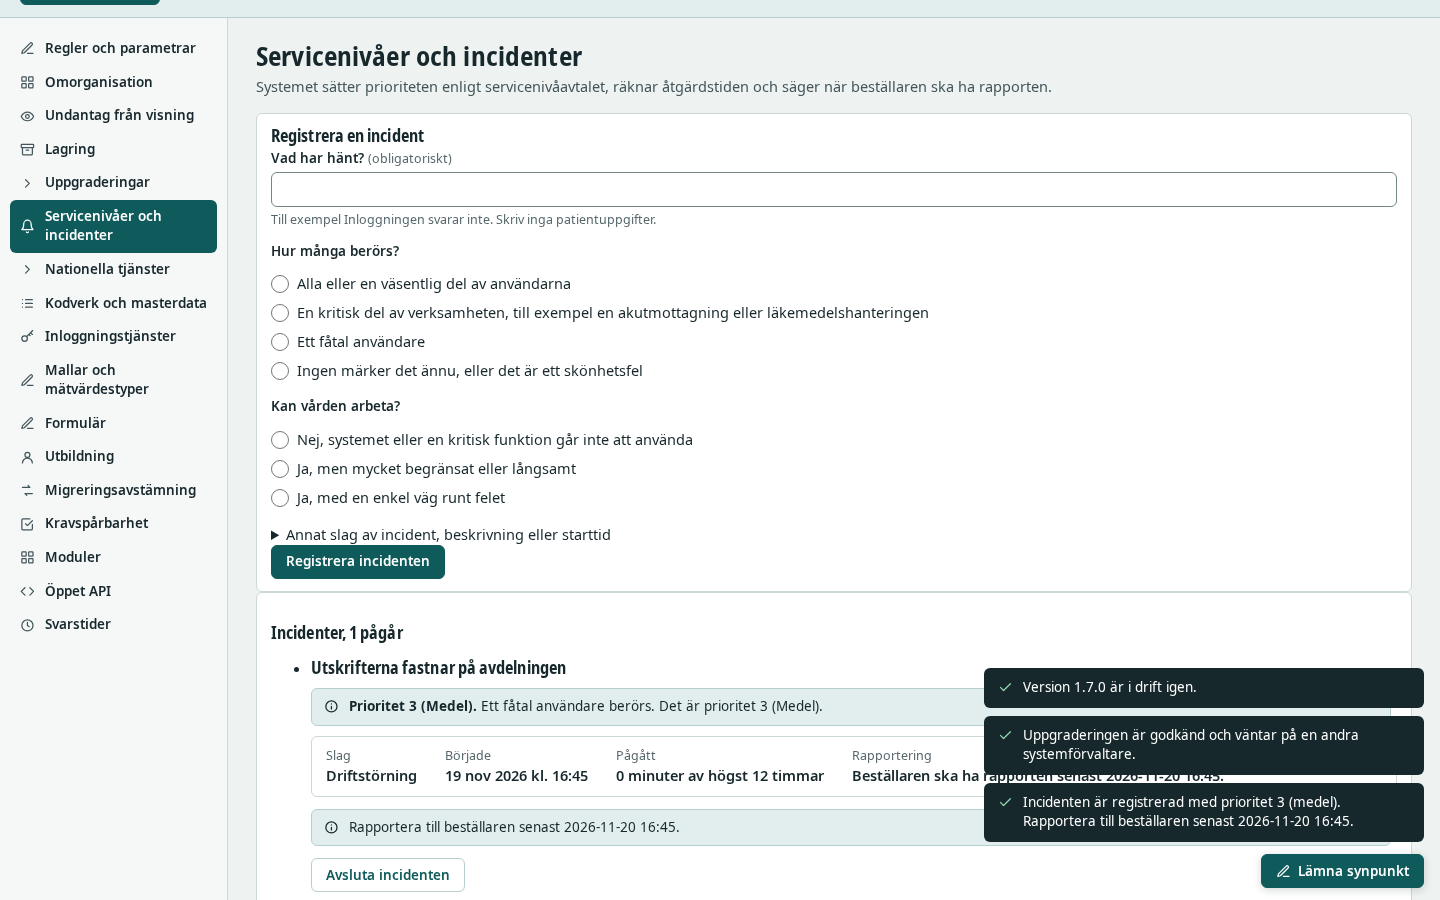 Regler och parametrar
Omorganisation
Undantag från visning
Lagring
Uppgraderingar
Servicenivåer och
incidenter
Nationella tjänster
Kodverk och masterdata
Inloggningstjänster
Mallar och
mätvärdestyper
Formulär
Utbildning
Migreringsavstämning
Kravspårbarhet
Moduler
Öppet API
Svarstider
Servicenivåer och incidenter
Systemet sätter prioriteten enligt servicenivåavtalet, räknar åtgärdstiden och säger när beställaren ska ha rapporten.
Registrera en incident
Vad har hänt? (obligatoriskt)
Till exempel Inloggningen svarar inte. Skriv inga patientuppgifter.
Hur många berörs?
Alla eller en väsentlig del av användarna
En kritisk del av verksamheten, till exempel en akutmottagning eller läkemedelshanteringen
Ett fåtal användare
Ingen märker det ännu, eller det är ett skönhetsfel
Kan vården arbeta?
Nej, systemet eller en kritisk funktion går inte att använda
Ja, men mycket begränsat eller långsamt
Ja, med en enkel väg runt felet
Annat slag av incident, beskrivning eller starttid
Registrera incidenten
Incidenter, 1 pågår
Utskrifterna fastnar på avdelningen
Prioritet 3 (Medel). Ett fåtal användare berörs. Det är prioritet 3 (Medel).
Slag
Driftstörning
Började
19 nov 2026 kl. 16:45
Pågått
0 minuter av högst 12 timmar
Rapportering
Beställaren ska ha rapporten senast 2026-11-20 16:45.
Rapportera till beställaren senast 2026-11-20 16:45.
Avsluta incidenten
Version 1.7.0 är i drift igen.
Uppgraderingen är godkänd och väntar på en andra
systemförvaltare.
Incidenten är registrerad med prioritet 3 (medel).
Rapportera till beställaren senast 2026-11-20 16:45.
Lämna synpunkt